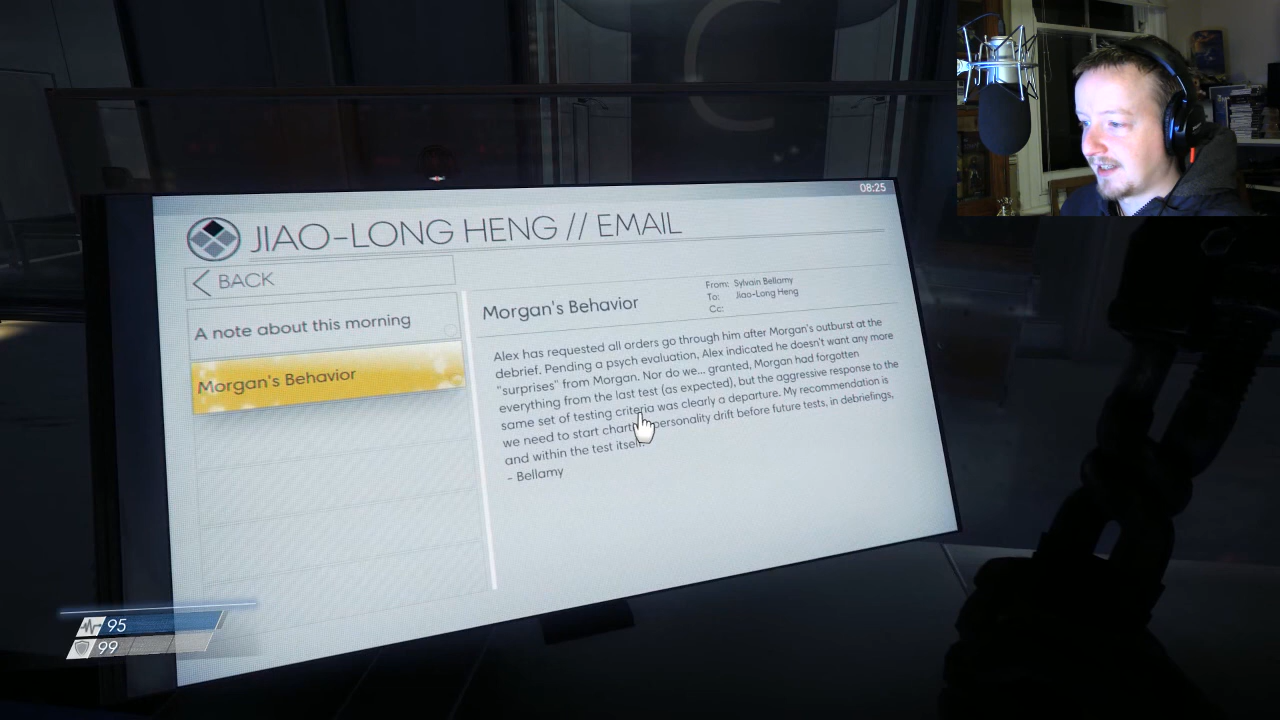 C
08:25
JIAO-LONG HENG // EMAIL
BACK
A note about this morning
Morgan's Behavior
Morgan's Behavior
From: Sylvain Bellamy
To: Jiao-Long Heng
Cc:
Alex has requested all orders go through him after Morgan's outburst at the
debrief. Pending a psych evaluation, Alex indicated he doesn't want any more
"surprises" from Morgan. Nor do we... granted, Morgan had forgotten
everything from the last test (as expected), but the aggressive response to the
same set of testing criteria was clearly a departure. My recommendation is
we need to start personality drift before future tests, in debriefings,
and within the test itself.
- Bellamy
95
99